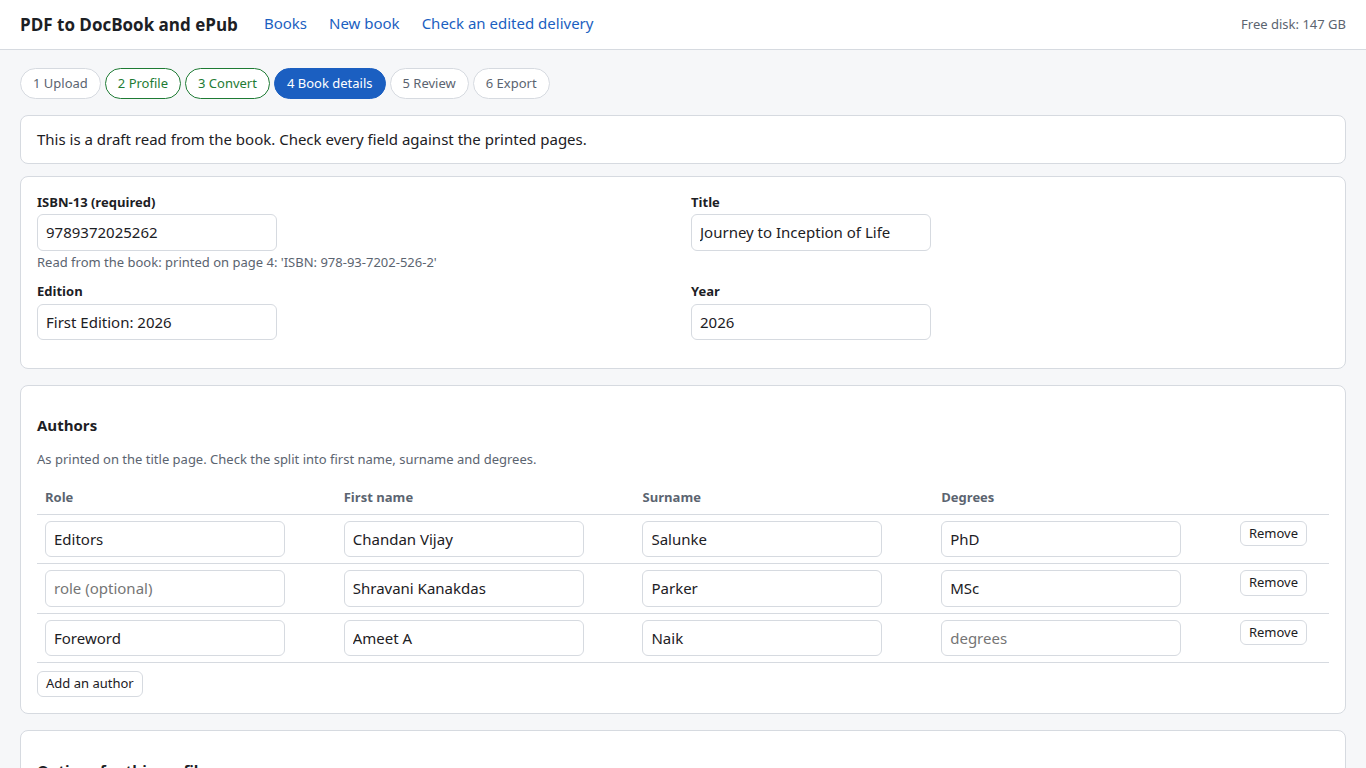 PDF to DocBook and ePub Books New book Check an edited delivery Free disk: 147 GB
1 Upload 2 Profile 3 Convert 4 Book details 5 Review 6 Export
This is a draft read from the book. Check every field against the printed pages.
ISBN-13 (required) Title
9789372025262 Journey to Inception of Life
Read from the book: printed on page 4: 'ISBN: 978-93-7202-526-2'
Edition Year
First Edition: 2026 2026
Authors
As printed on the title page. Check the split into first name, surname and degrees.
Role First name Surname Degrees
Editors Chandan Vijay Salunke PhD Remove
role (optional) Shravani Kanakdas Parker MSc Remove
Foreword Ameet A Naik degrees Remove
Add an author